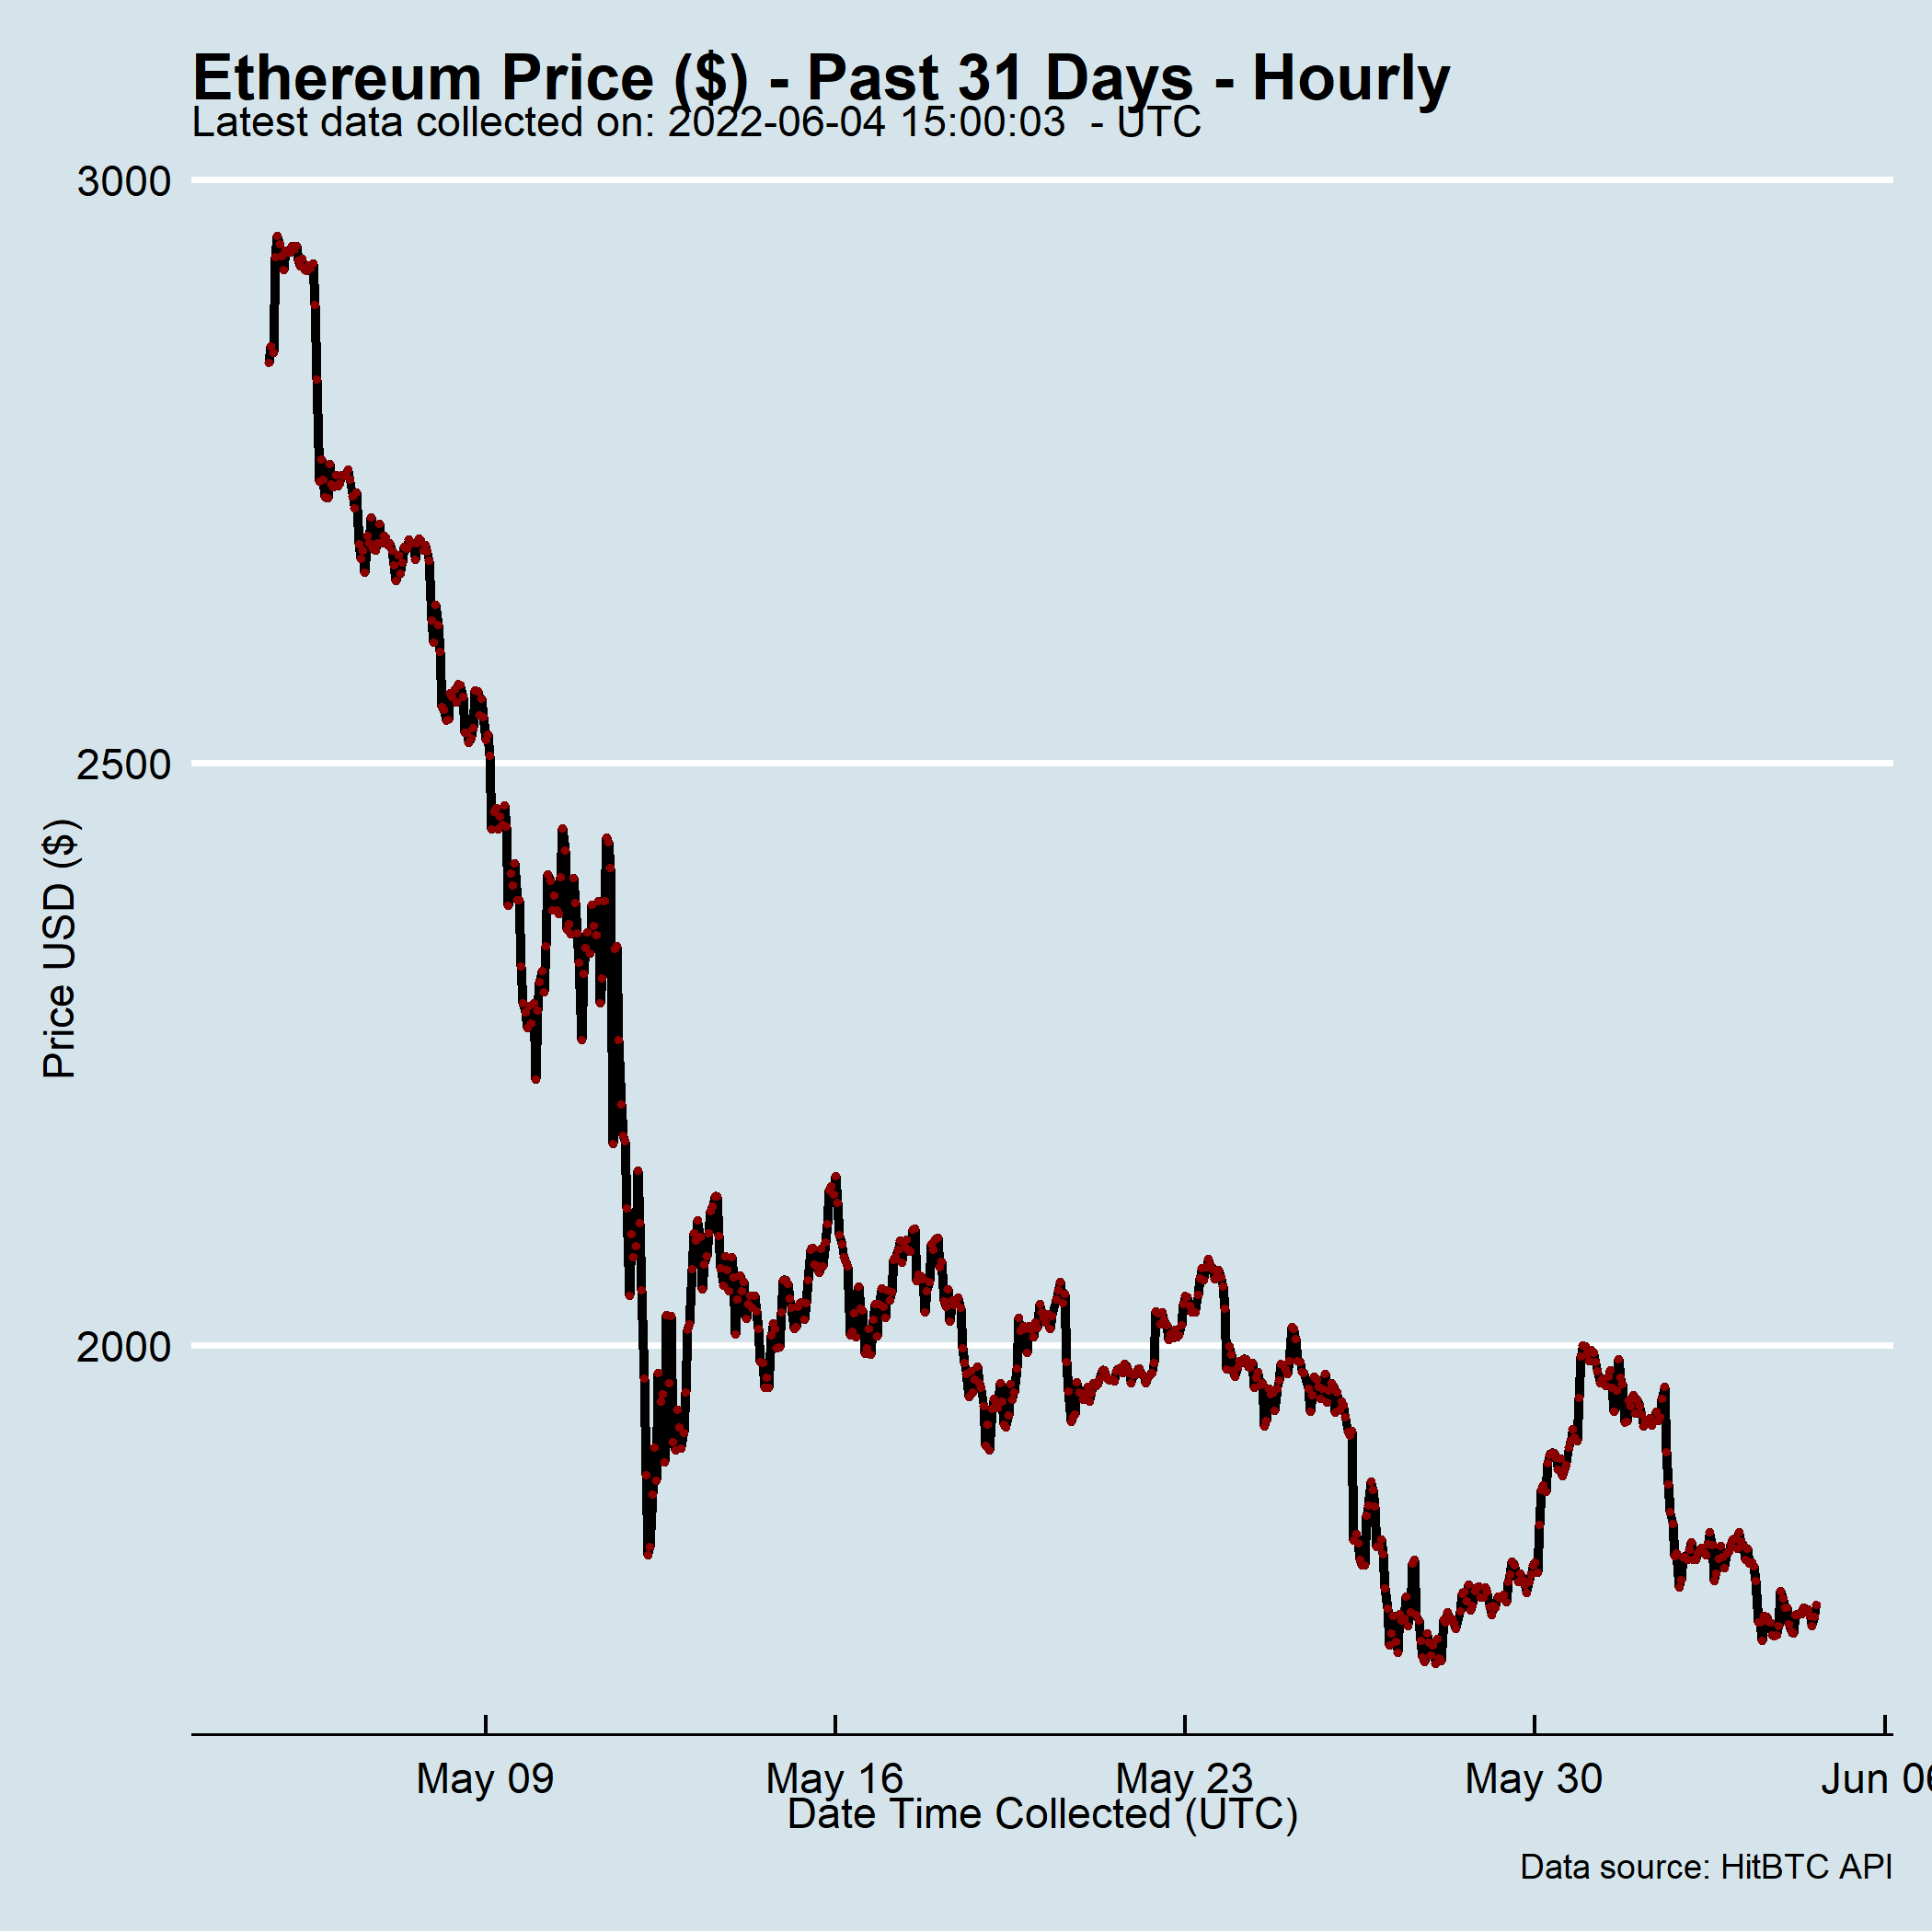 Ethereum Price ($) - Past 31 Days - Hourly
Latest data collected on: 2022-06-04 15:00:03  - UTC
3000
2500
2000
Price USD ($)
May 09
May 16
May 23
May 30
Jun 06
Date Time Collected (UTC)
Data source: HitBTC API